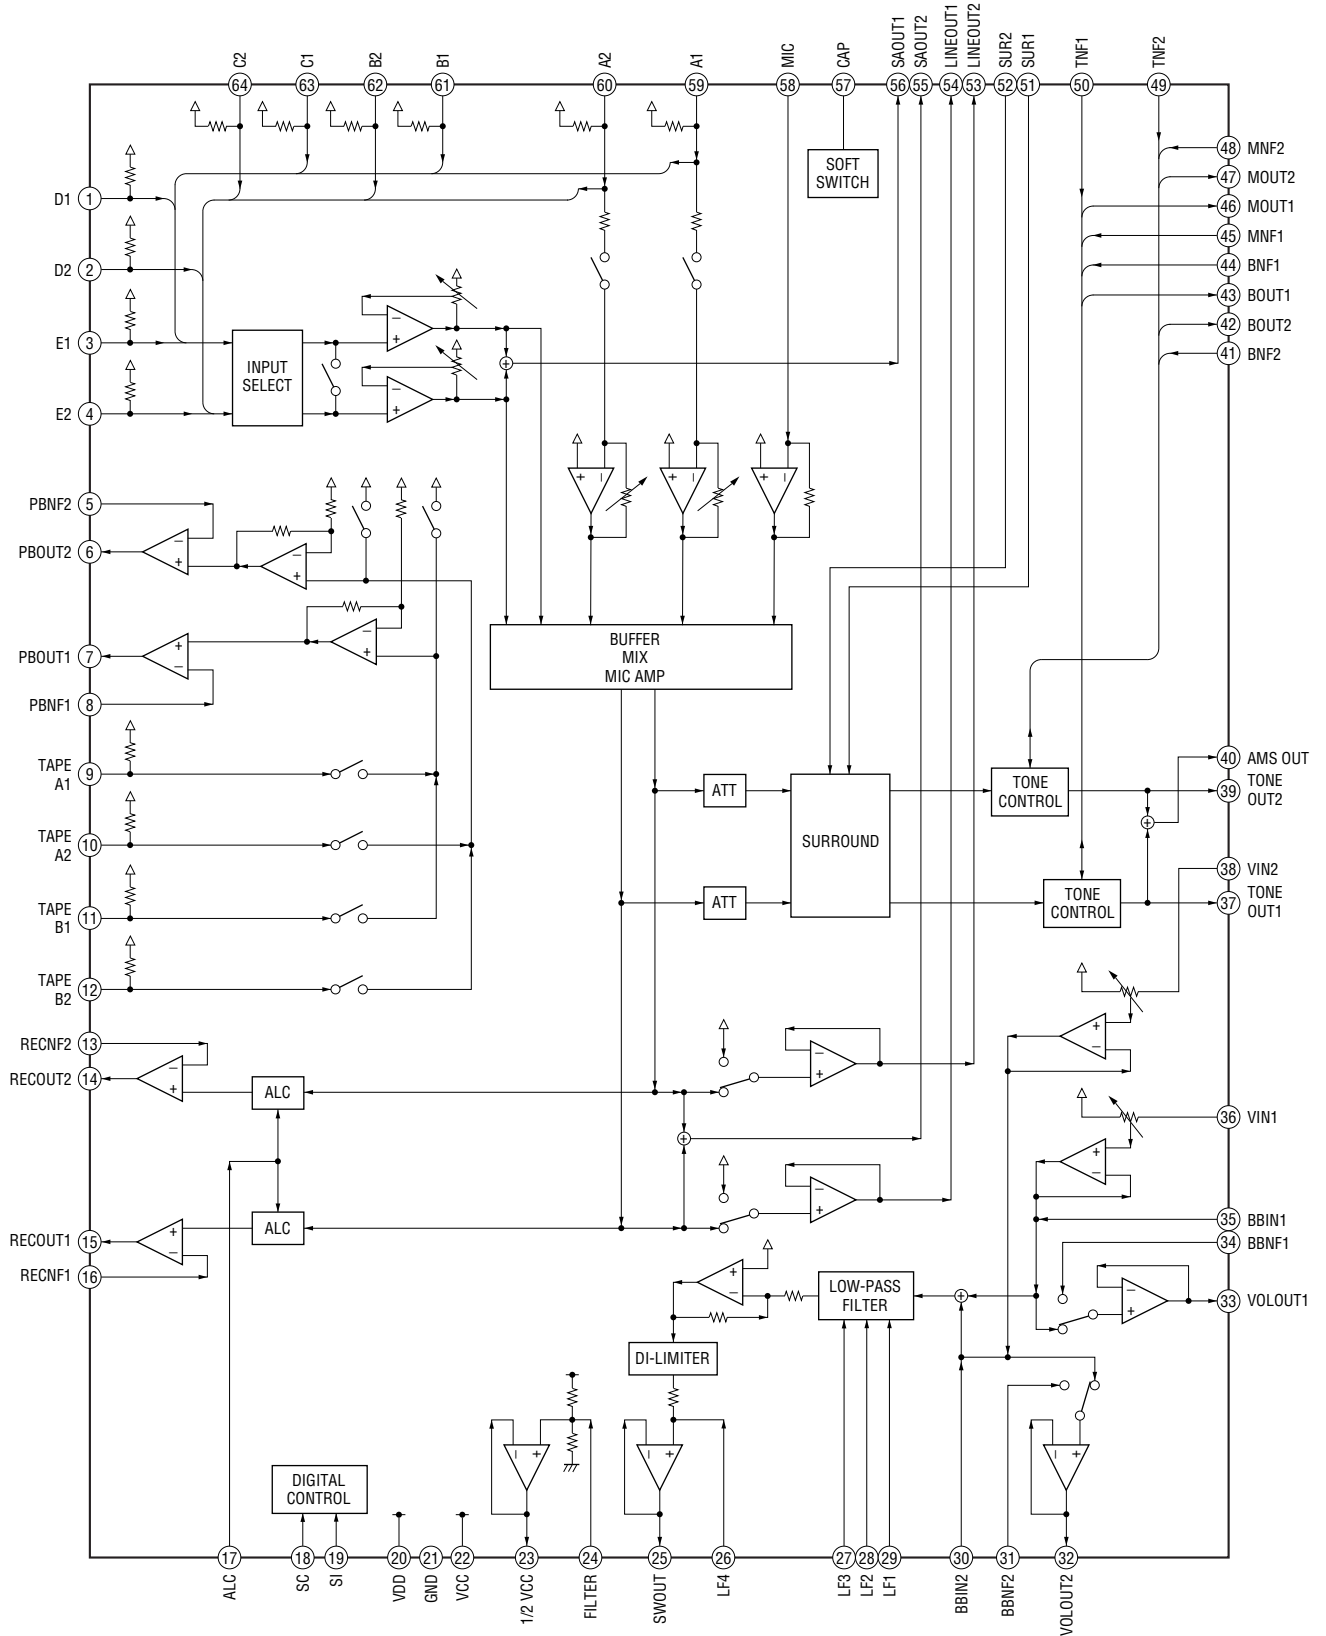 C2
C1
B2
B1
A2
A1
MIC
CAP
SAOUT1
SAOUT2
LINEOUT1
LINEOUT2
SUR2
SUR1
TNF1
TNF2
64
63
62
61
60
59
58
57
56
55
54
53
52
51
50
49
D1 1
D2 2
E1 3
E2 4
PBNF2 5
PBOUT2 6
PBOUT1 7
PBNF1 8
TAPE
A1
9
TAPE
A2
10
TAPE
B1
11
TAPE
B2
12
RECNF2 13
RECOUT2 14
RECOUT1 15
RECNF1 16
48 MNF2
47 MOUT2
46 MOUT1
45 MNF1
44 BNF1
43 BOUT1
42 BOUT2
41 BNF2
40 AMS OUT
39 TONE
OUT2
38 VIN2
37 TONE
OUT1
36 VIN1
35 BBIN1
34 BBNF1
33 VOLOUT1
SOFT
SWITCH
INPUT
SELECT
− +
− +
+ −
+ −
+ −
+
− +
− +
+ −
− +
BUFFER
MIX
MIC AMP
ATT
ATT
SURROUND
TONE
CONTROL
TONE
CONTROL
+
+ −
+ −
− +
− +
− +
+ −
ALC
ALC
+
+ −
LOW-PASS
FILTER
+
− +
DI-LIMITER
− +
− +
− +
DIGITAL
CONTROL
17
18
19
20
21
22
23
24
25
26
27
28
29
30
31
32
ALC
SC
SI
VDD
GND
VCC
1/2 VCC
FILTER
SWOUT
LF4
LF3
LF2
LF1
BBIN2
BBNF2
VOLOUT2